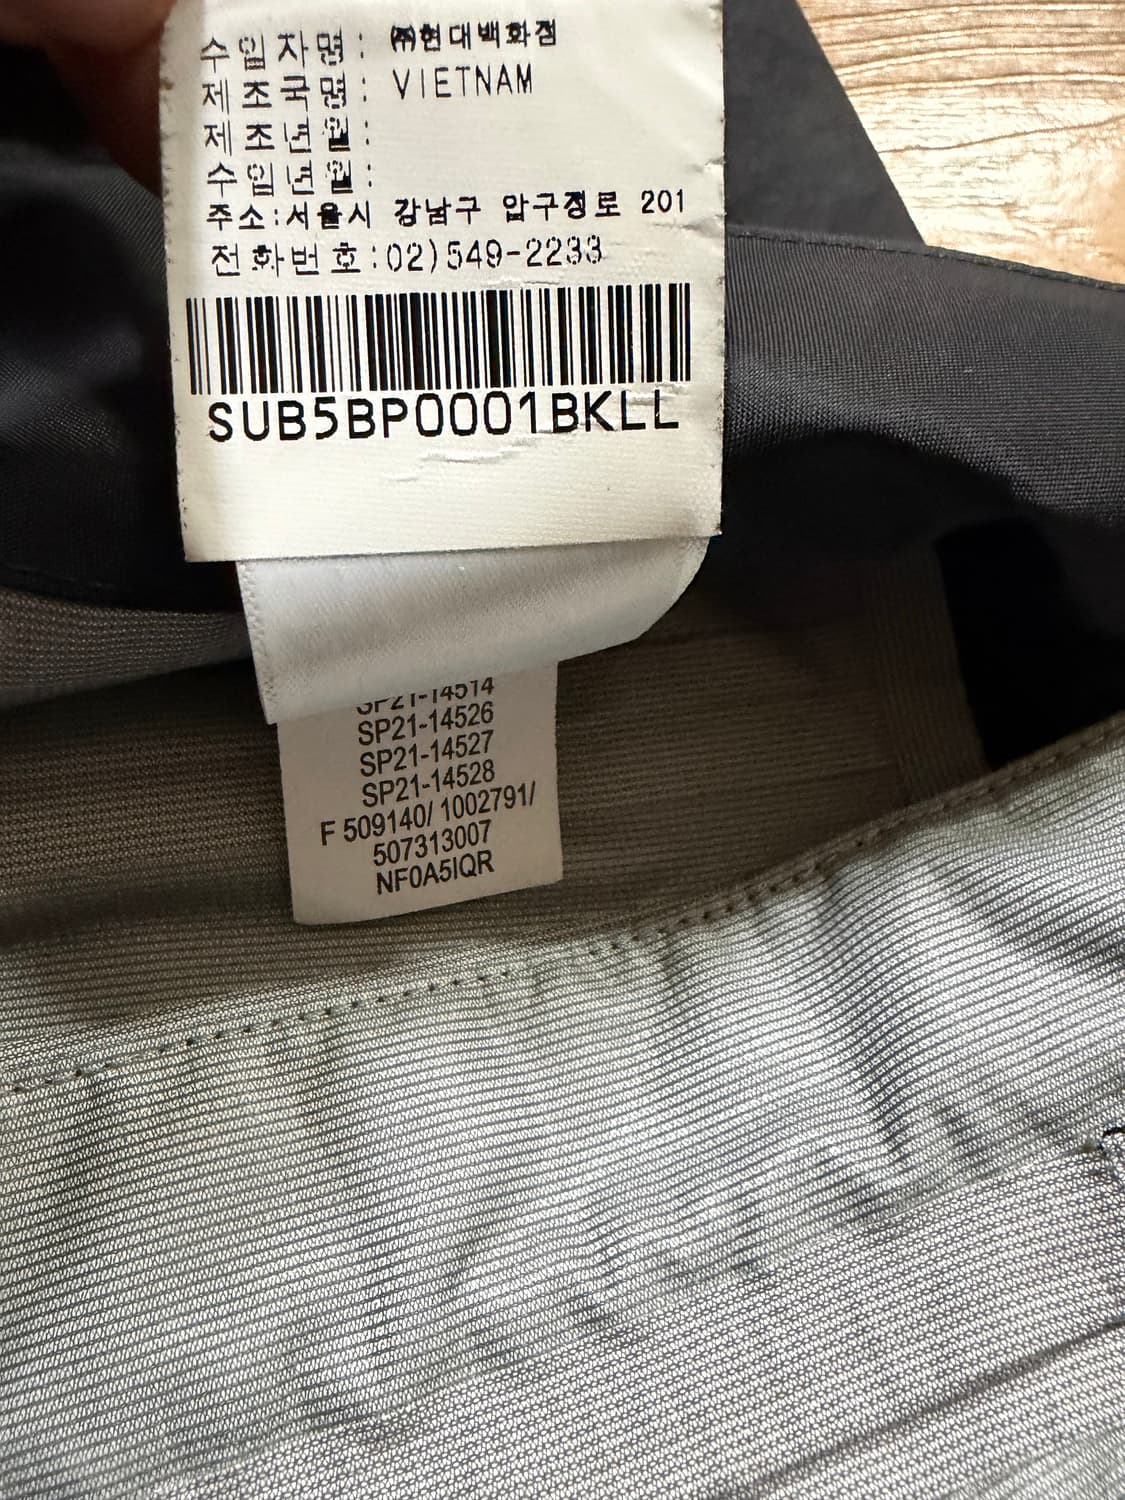 수입자명: ㈜현대백화점
제조국명: VIETNAM
제조년월:
수입년월:
주소:서울시 강남구 압구정로 201
전화번호:02)549-2233
SUB5BP0001BKLL
SP21-14514
SP21-14526
SP21-14527
SP21-14528
F 509140/ 1002791/
507313007
NF0A5IQR